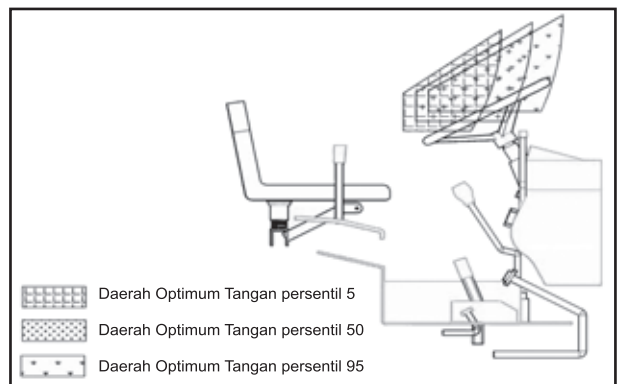 Daerah Optimum Tangan persentil 5
Daerah Optimum Tangan persentil 50
Daerah Optimum Tangan persentil 95